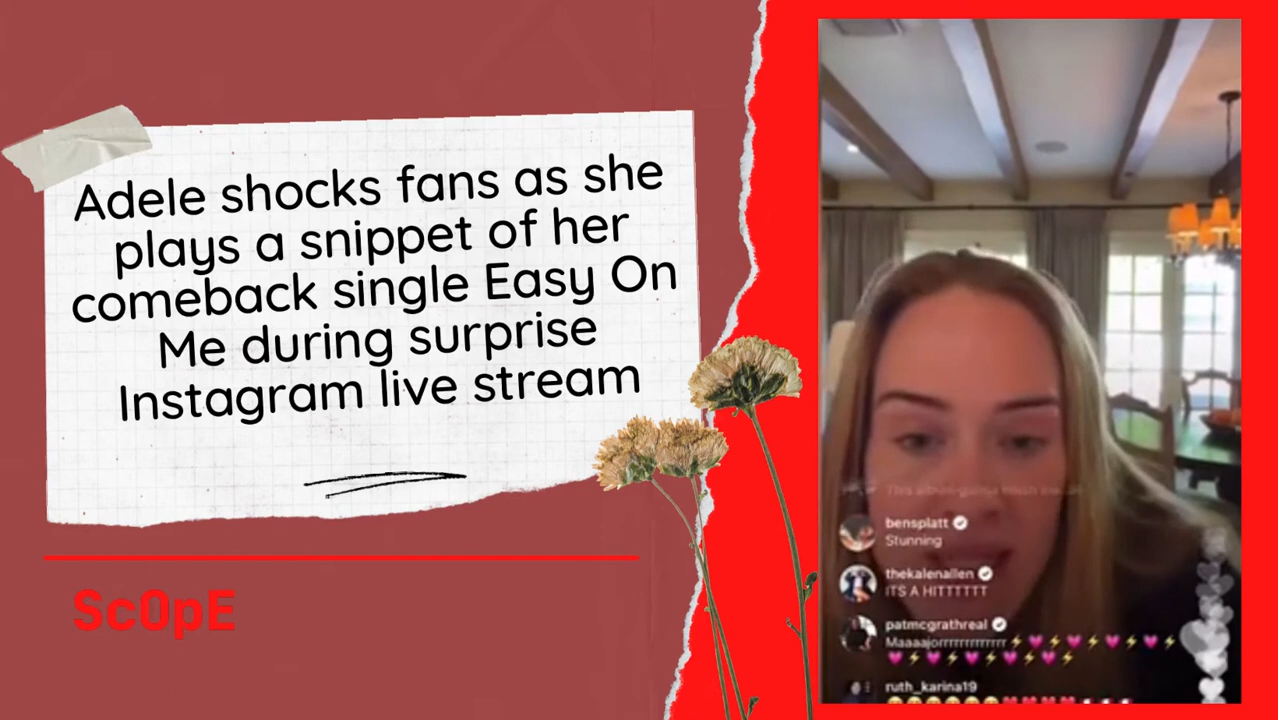 Adele shocks fans as she
plays a snippet of her
comeback single Easy On
Me during surprise
Instagram live stream
ScOpE
bensplatt
Stunning
thekalenallen
ITS A HITTTTTT
patmcgrathreal
Maaaajorrrrrrrrrrrrr⚡💗⚡💗⚡💗⚡💗⚡
💗⚡💗⚡💗⚡💗⚡💗⚡
ruth_karina19